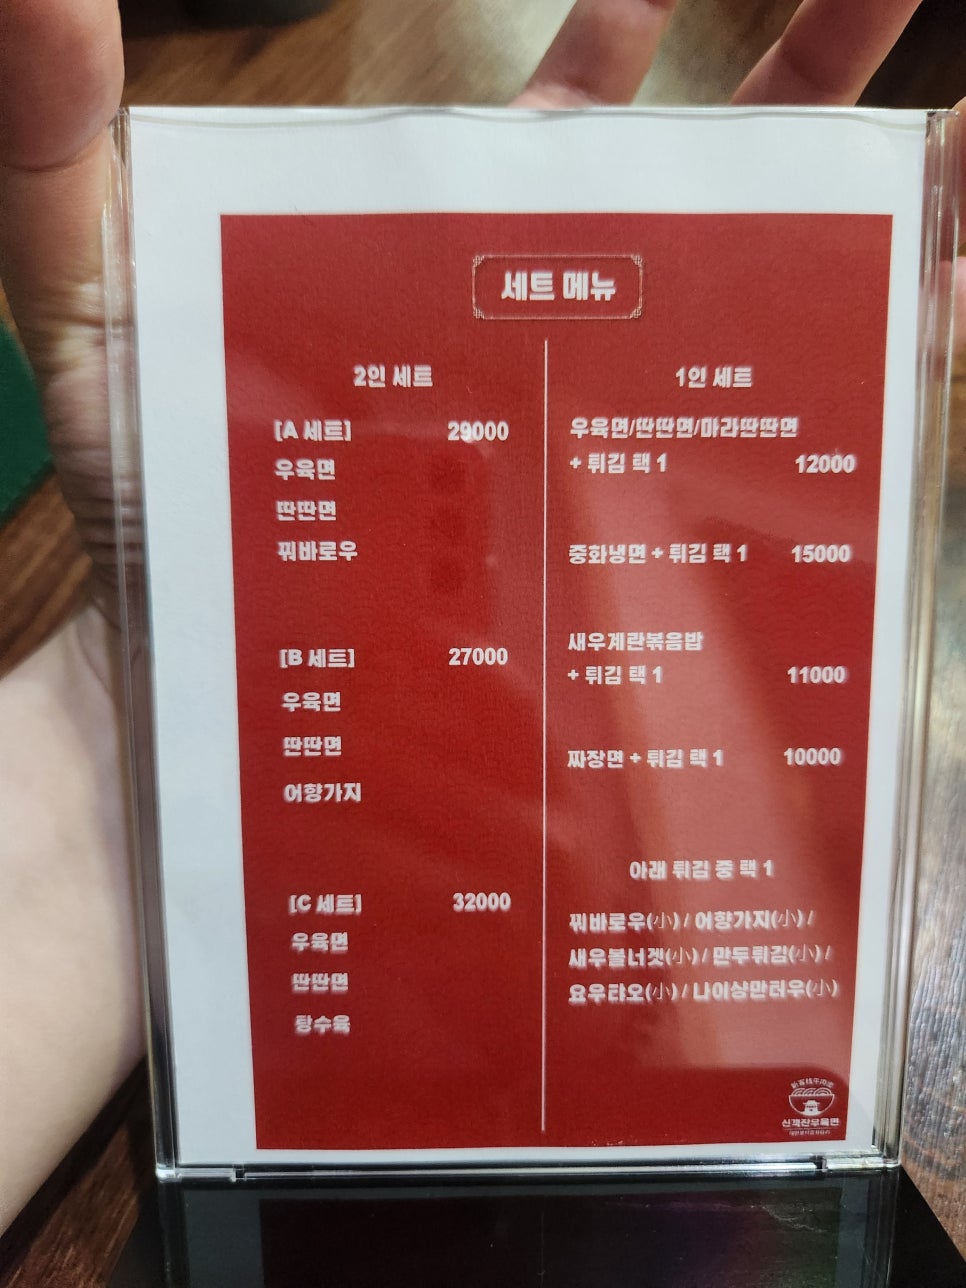 세트 메뉴
2인 세트
[A 세트] 29000
우육면
딴딴면
꿔바로우
[B 세트] 27000
우육면
딴딴면
어향가지
[C 세트] 32000
우육면
딴딴면
탕수육
1인 세트
우육면/딴딴면/마라딴딴면
+ 튀김 택 1 12000
중화냉면 + 튀김 택 1 15000
새우계란볶음밥
+ 튀김 택 1 11000
짜장면 + 튀김 택 1 10000
아래 튀김 중 택 1
꿔바로우(小) / 어향가지(小) /
새우볼너겟(小) / 만두튀김(小) /
요우타오(小) / 나이샹만터우(小)
新客栈牛肉面
신객잔우육면